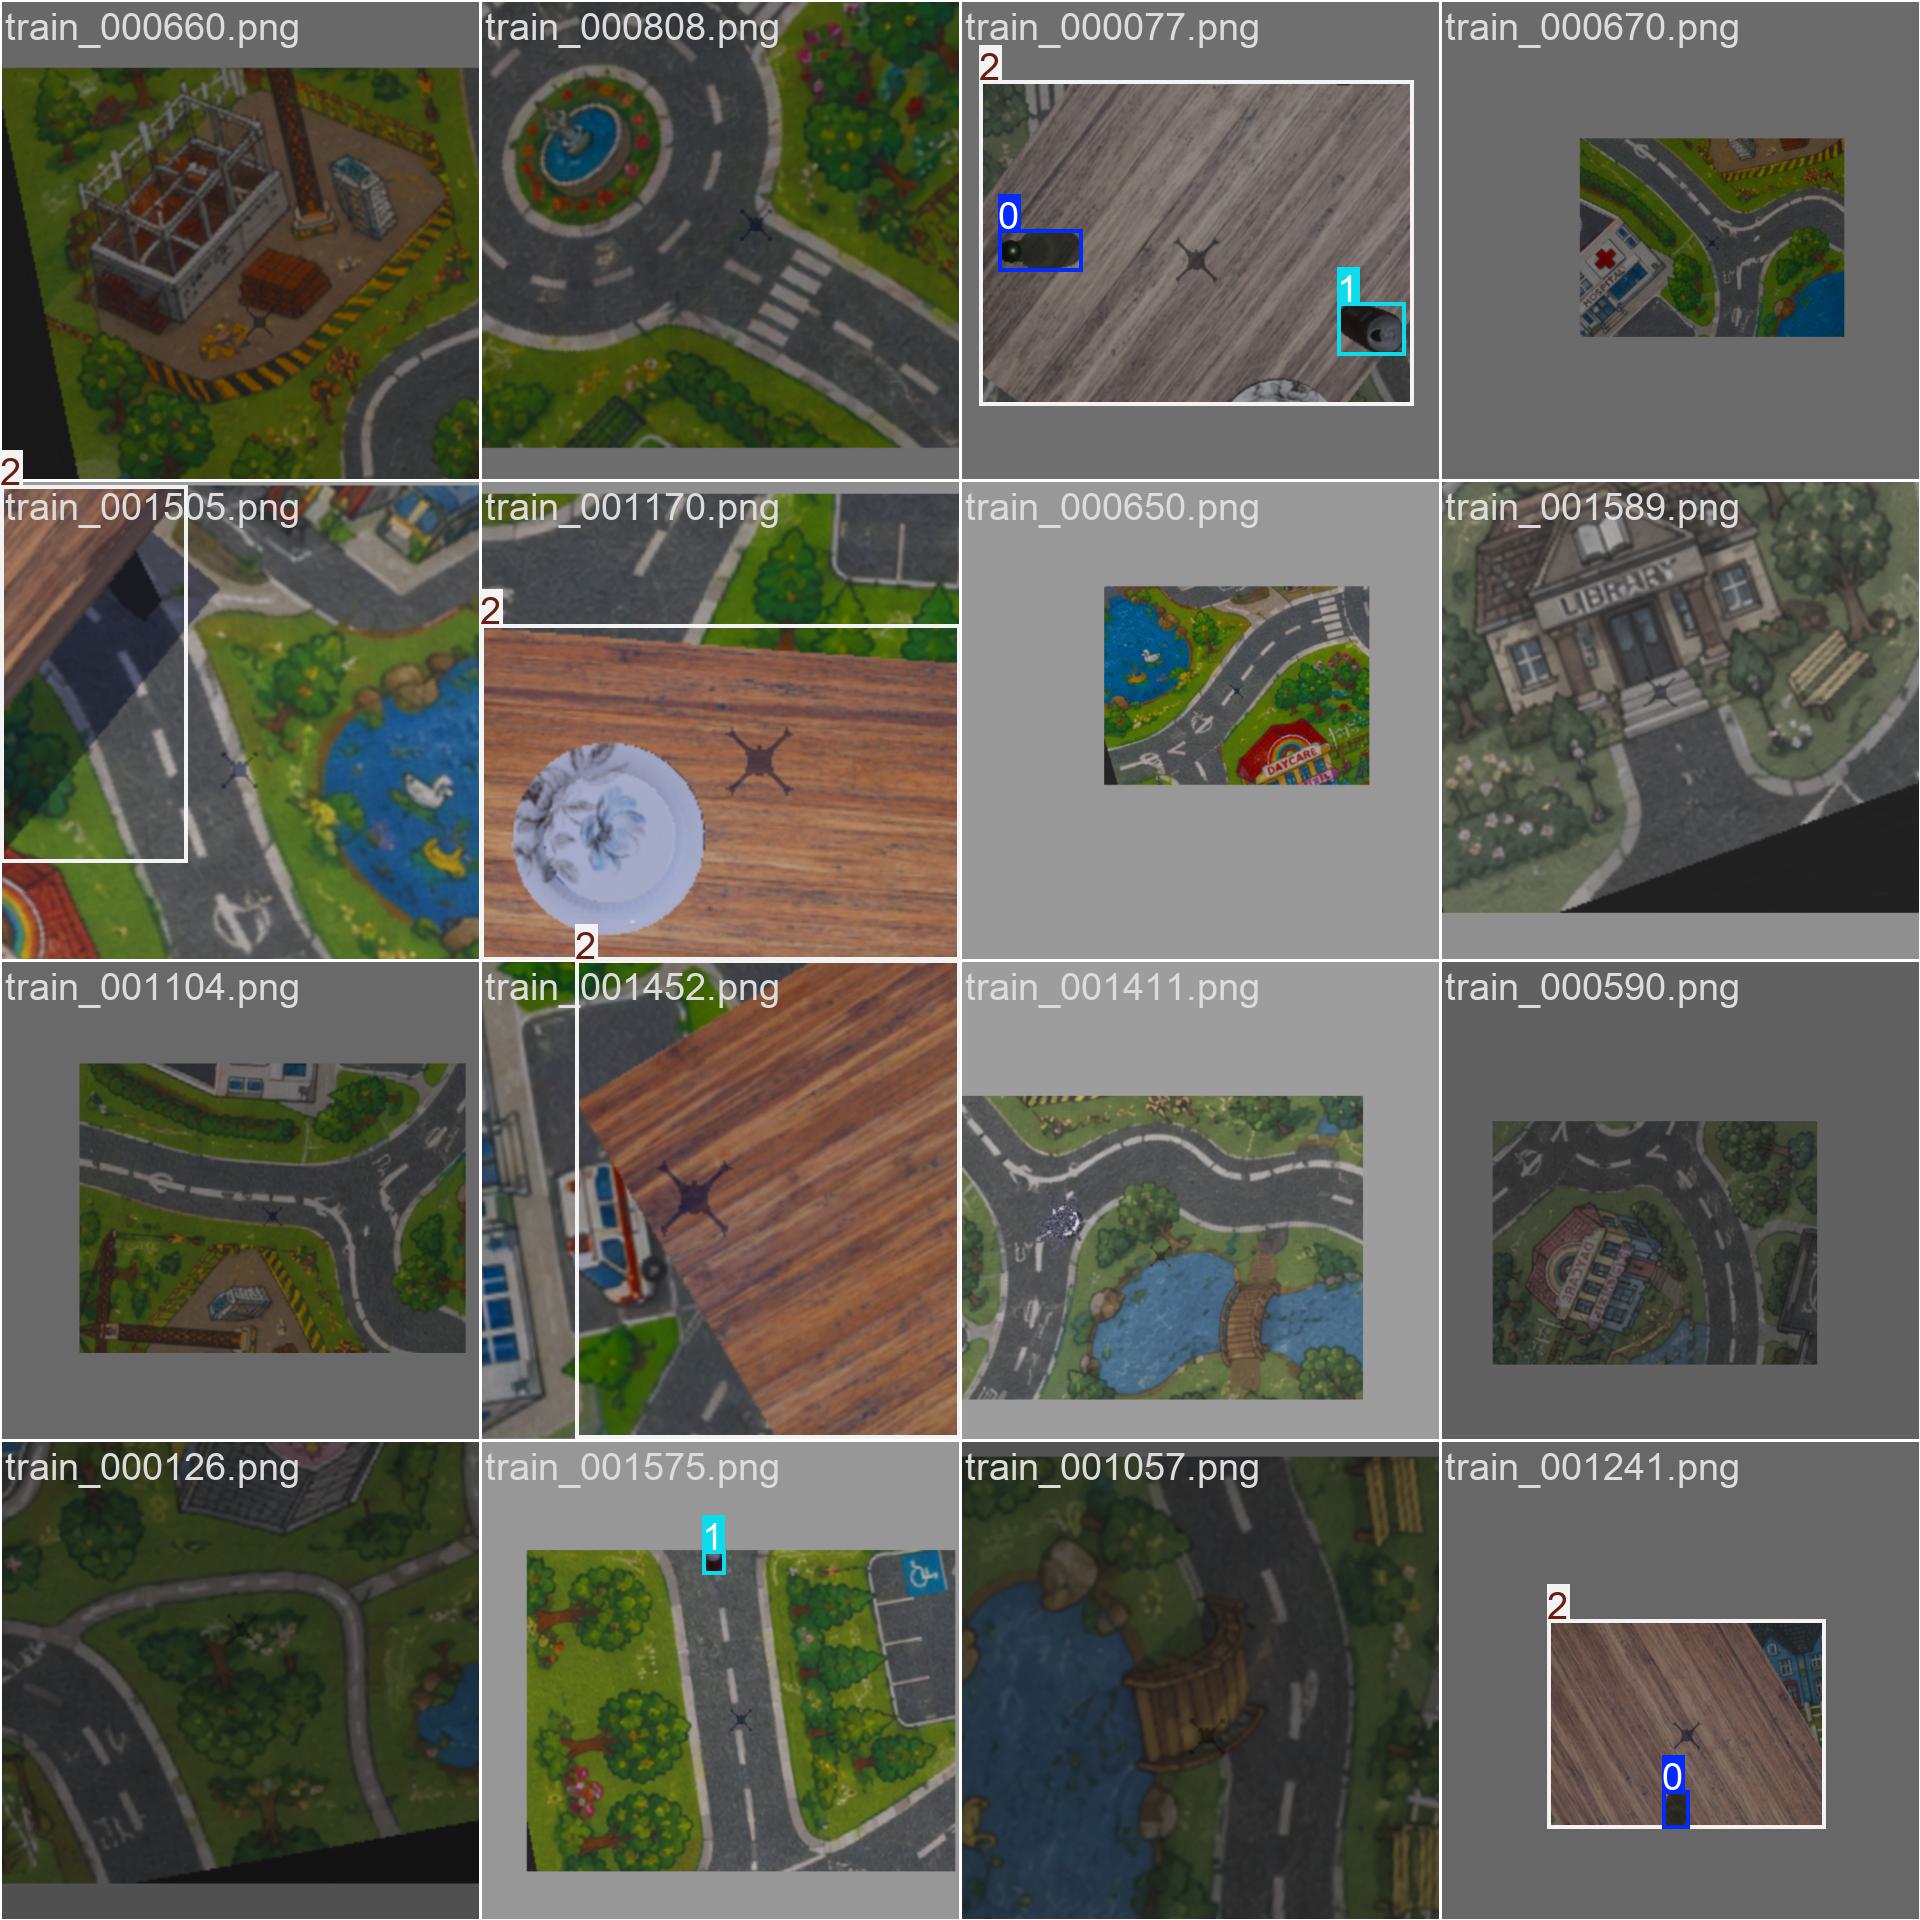 train_000660.png
train_000808.png
train_000077.png
train_000670.png
2
0
1
HOSPITAL
2
train_001505.png
train_001170.png
train_000650.png
train_001589.png
2
LIBRARY
DAYCARE
2
train_001104.png
train_001452.png
train_001411.png
train_000590.png
DAYCARE
train_000126.png
train_001575.png
train_001057.png
train_001241.png
1
2
0